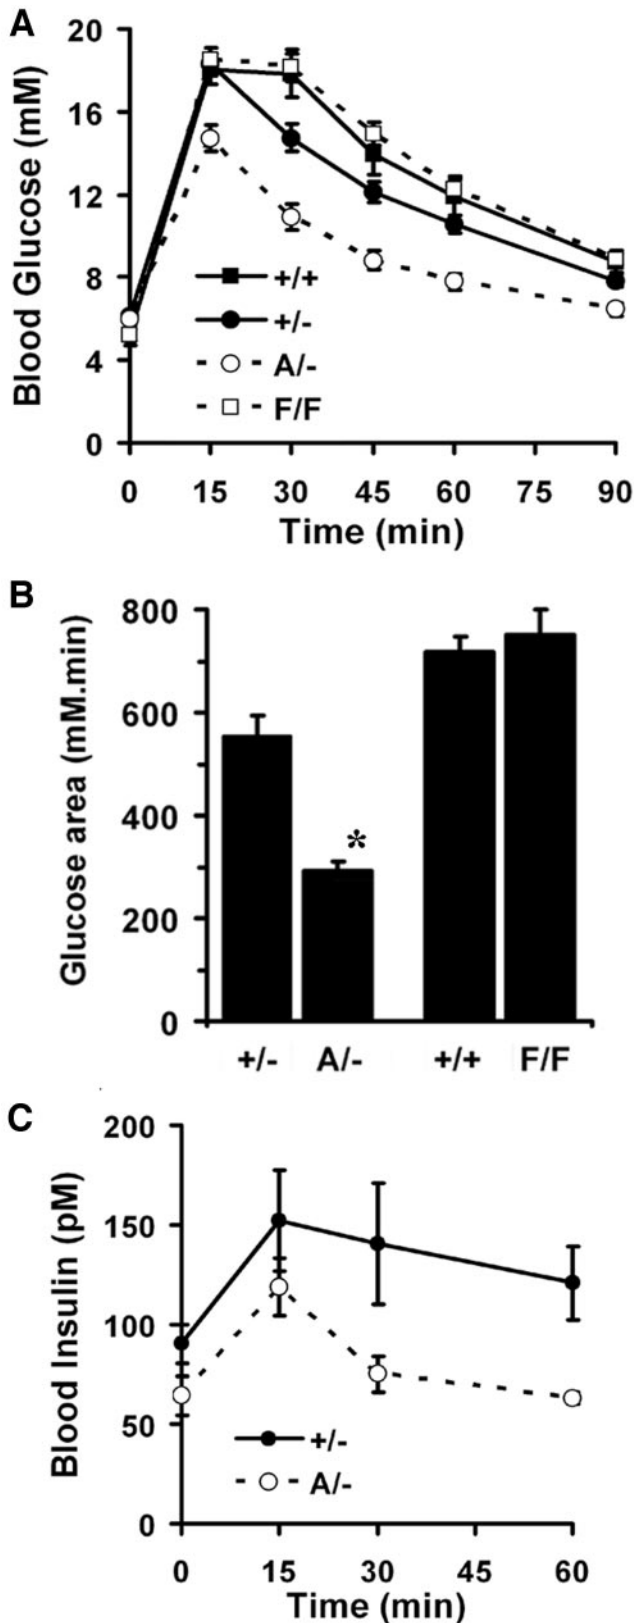 A
Blood Glucose (mM)
20
16
12
8
4
0
+/+
+/-
A/-
F/F
0 15 30 45 60 75 90
Time (min)
B
Glucose area (mM.min)
800
600
400
200
0
*
+/- A/- +/+ F/F
C
Blood Insulin (pM)
200
150
100
50
0
+/-
A/-
0 15 30 45 60
Time (min)